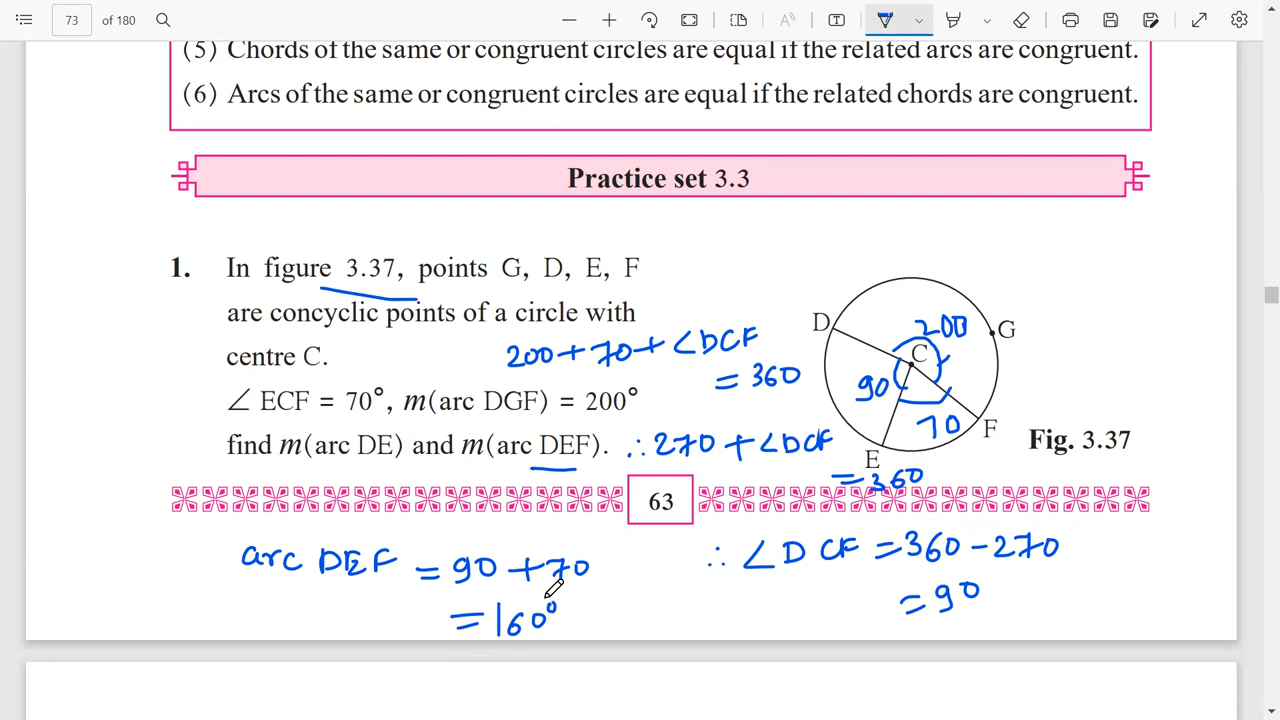 73 of 180
(5) Chords of the same or congruent circles are equal if the related arcs are congruent.
(6) Arcs of the same or congruent circles are equal if the related chords are congruent.
Practice set 3.3
1. In figure 3.37, points G, D, E, F
are concyclic points of a circle with
centre C.
∠ ECF = 70°, m(arc DGF) = 200°
find m(arc DE) and m(arc DEF).
200+70+∠DCF
= 360
∴270+∠DCF
=360
D
G
C
E
F
200
90
70
Fig. 3.37
63
arc DEF = 90 +70
= 160°
∴ ∠DCF =360-270
= 90